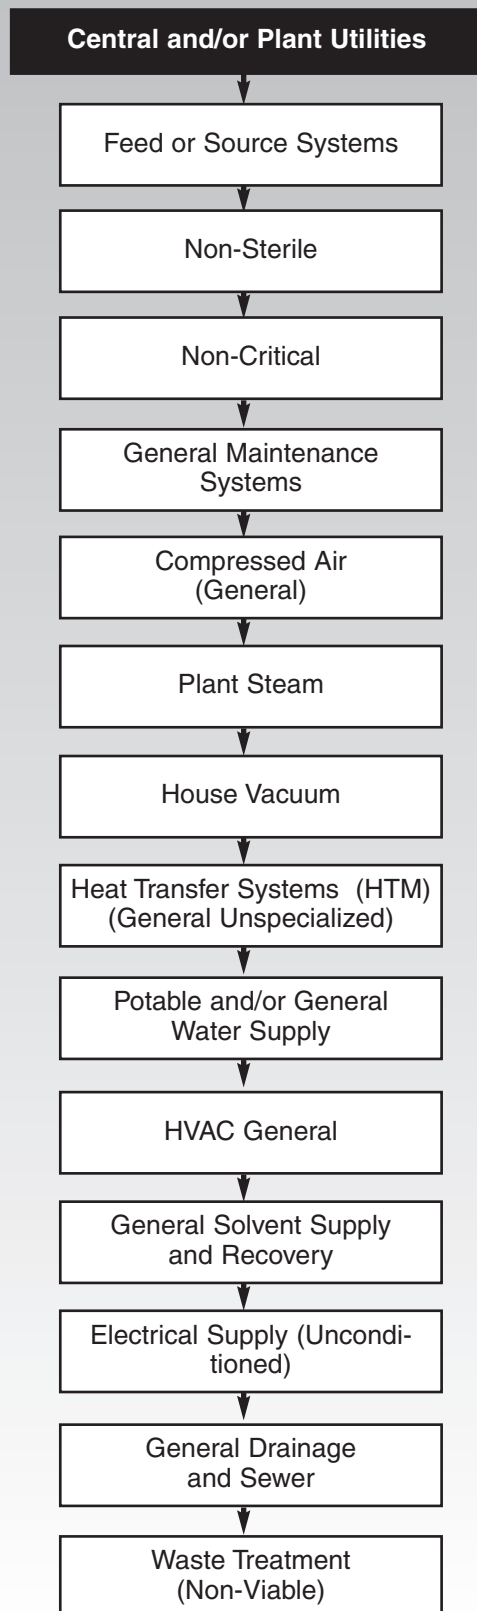 Central and/or Plant Utilities
Feed or Source Systems
Non-Sterile
Non-Critical
General Maintenance
Systems
Compressed Air
(General)
Plant Steam
House Vacuum
Heat Transfer Systems (HTM)
(General Unspecialized)
Potable and/or General
Water Supply
HVAC General
General Solvent Supply
and Recovery
Electrical Supply (Uncondi-
tioned)
General Drainage
and Sewer
Waste Treatment
(Non-Viable)